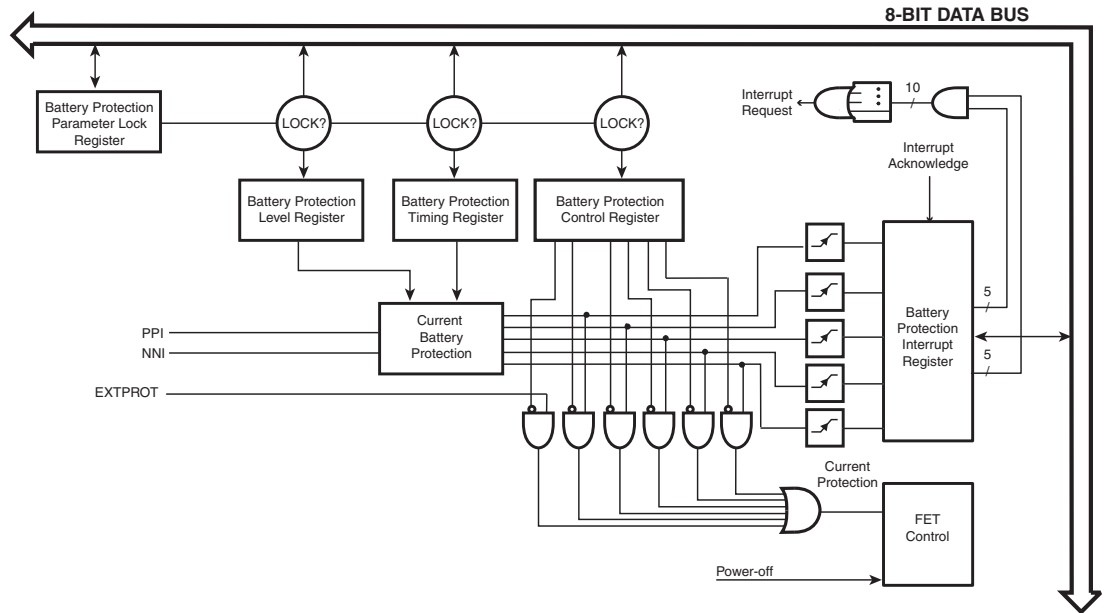 8-BIT DATA BUS
Battery Protection
Parameter Lock
Register
LOCK?
LOCK?
LOCK?
Interrupt
Request
10
Interrupt
Acknowledge
Battery Protection
Level Register
Battery Protection
Timing Register
Battery Protection
Control Register
Current
Battery
Protection
PPI
NNI
EXTPROT
Battery
Protection
Interrupt
Register
5
5
Current
Protection
FET
Control
Power-off